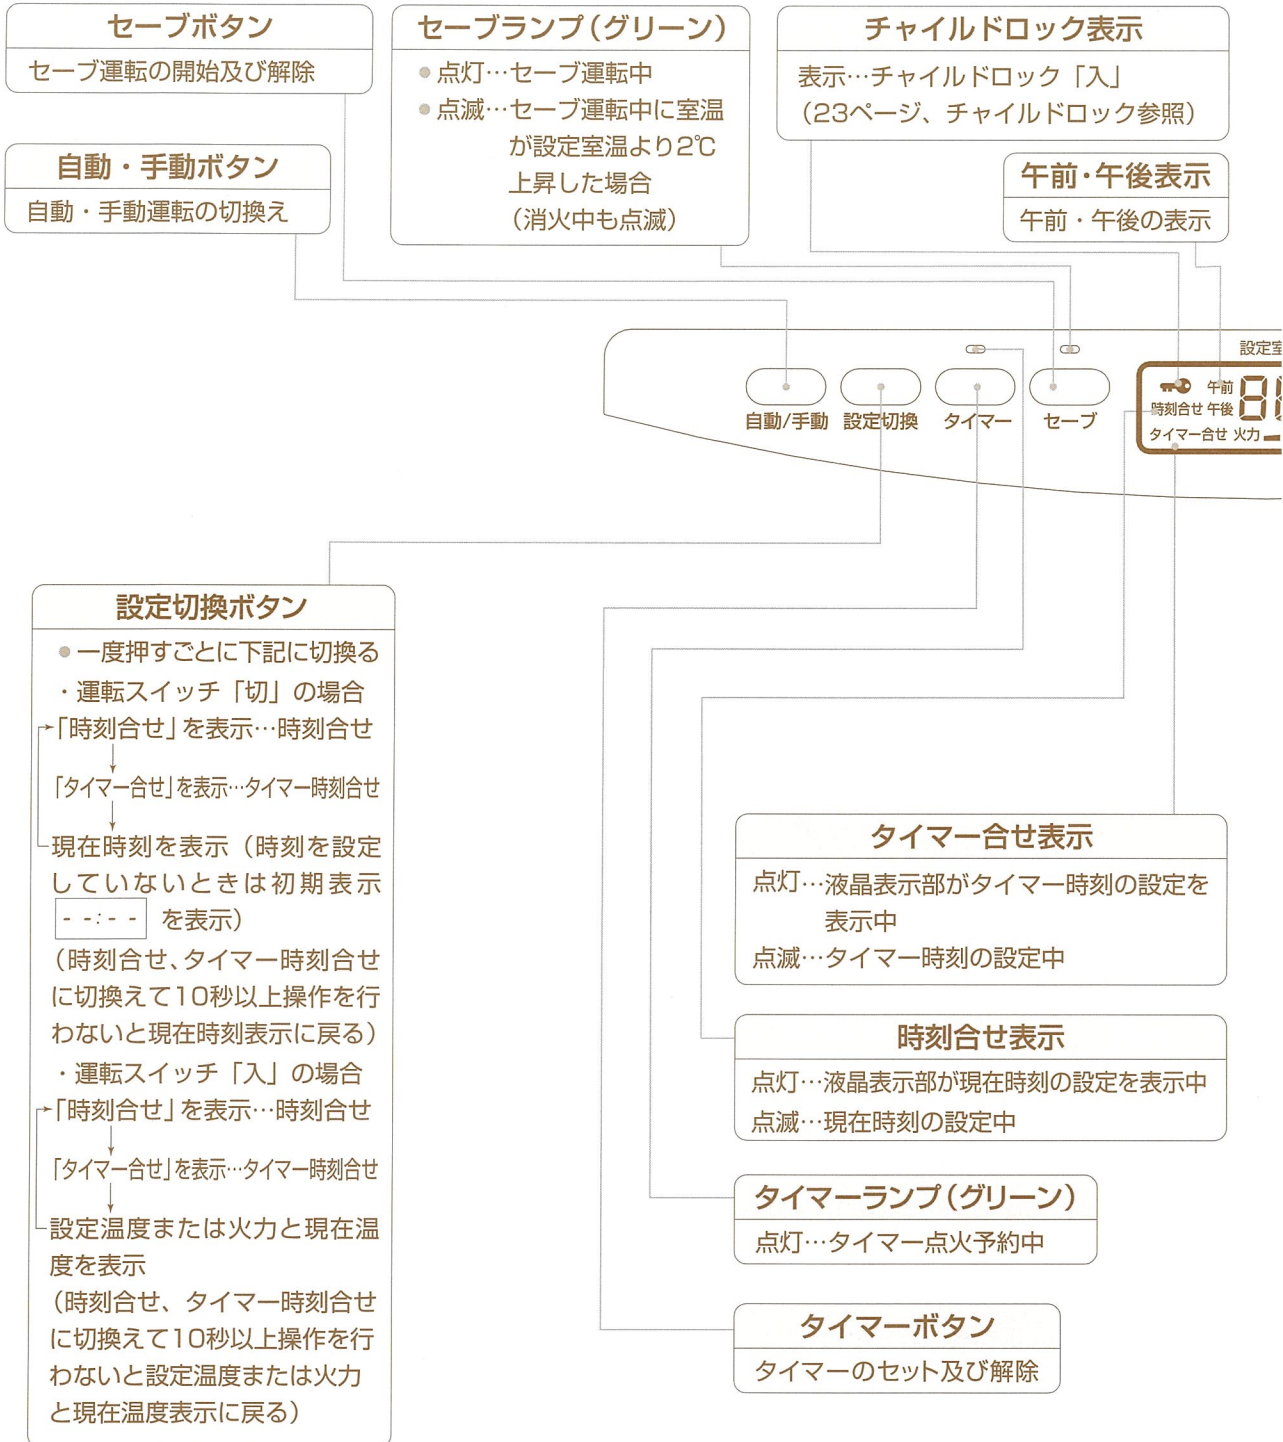 セーブボタン
セーブ運転の開始及び解除
セーブランプ（グリーン）
●点灯…セーブ運転中
●点滅…セーブ運転中に室温
が設定室温より2℃
上昇した場合
（消火中も点滅）
チャイルドロック表示
表示…チャイルドロック「入」
（23ページ、チャイルドロック参照）
自動・手動ボタン
自動・手動運転の切換え
午前・午後表示
午前・午後の表示
設定室
午前
時刻合せ 午後
タイマー合せ 火力
自動/手動 設定切換 タイマー セーブ
設定切換ボタン
●一度押すごとに下記に切換る
・運転スイッチ「切」の場合
「時刻合せ」を表示…時刻合せ
「タイマー合せ」を表示…タイマー時刻合せ
現在時刻を表示（時刻を設定
していないときは初期表示
- -:- - を表示）
（時刻合せ、タイマー時刻合せ
に切換えて10秒以上操作を行
わないと現在時刻表示に戻る）
・運転スイッチ「入」の場合
「時刻合せ」を表示…時刻合せ
「タイマー合せ」を表示…タイマー時刻合せ
設定温度または火力と現在温
度を表示
（時刻合せ、タイマー時刻合せ
に切換えて10秒以上操作を行
わないと設定温度または火力
と現在温度表示に戻る）
タイマー合せ表示
点灯…液晶表示部がタイマー時刻の設定を
表示中
点滅…タイマー時刻の設定中
時刻合せ表示
点灯…液晶表示部が現在時刻の設定を表示中
点滅…現在時刻の設定中
タイマーランプ（グリーン）
点灯…タイマー点火予約中
タイマーボタン
タイマーのセット及び解除